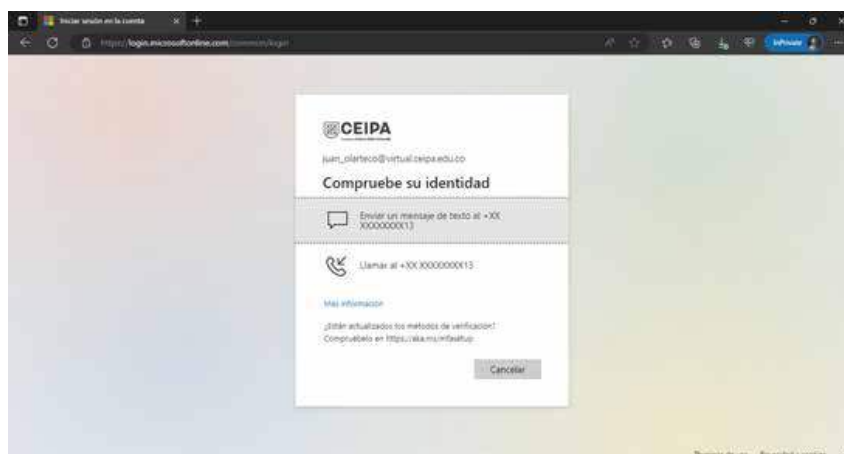 Iniciar sesión en la cuenta
https://login.microsoftonline.com/common/login
InPrivate
CEIPA
juan_olarteco@virtual.ceipa.edu.co
Compruebe su identidad
Enviar un mensaje de texto al +XX
XXXXXXXX13
Llamar al +XX XXXXXXXX13
Más información
¿Están actualizados los métodos de verificación?
Compruébelo en https://aka.ms/mfasetup
Cancelar